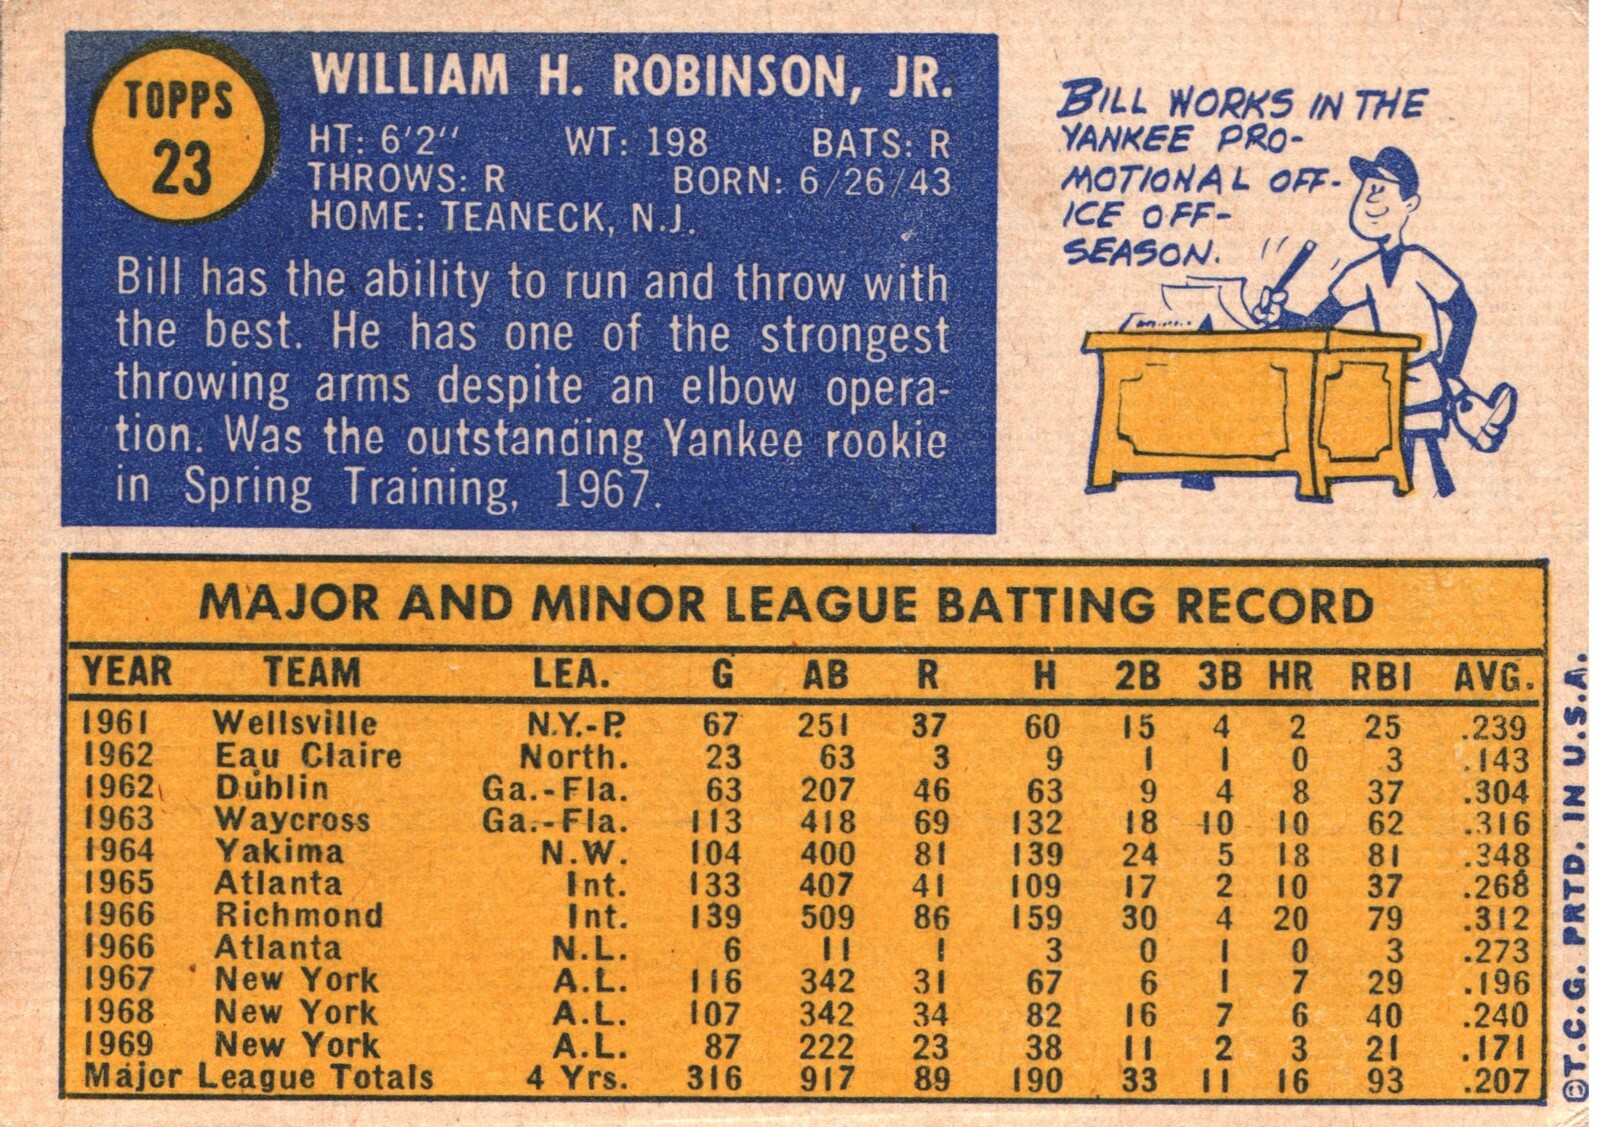 TOPPS
23
WILLIAM H. ROBINSON, JR.
HT: 6'2" WT: 198 BATS: R
THROWS: R BORN: 6/26/43
HOME: TEANECK, N.J.
Bill has the ability to run and throw with
the best. He has one of the strongest
throwing arms despite an elbow opera-
tion. Was the outstanding Yankee rookie
in Spring Training, 1967.
BILL WORKS IN THE
YANKEE PRO-
MOTIONAL OFF-
ICE OFF-
SEASON.
MAJOR AND MINOR LEAGUE BATTING RECORD
YEAR TEAM LEA. G AB R H 2B 3B HR RBI AVG.
1961 Wellsville N.Y.-P. 67 251 37 60 15 4 2 25 .239
1962 Eau Claire North. 23 63 3 9 1 1 0 3 .143
1962 Dublin Ga.-Fla. 63 207 46 63 9 4 8 37 .304
1963 Waycross Ga.-Fla. 113 418 69 132 18 10 10 62 .316
1964 Yakima N.W. 104 400 81 139 24 5 18 81 .348
1965 Atlanta Int. 133 407 41 109 17 2 10 37 .268
1966 Richmond Int. 139 509 86 159 30 4 20 79 .312
1966 Atlanta N.L. 6 11 1 3 0 1 0 3 .273
1967 New York A.L. 116 342 31 67 6 1 7 29 .196
1968 New York A.L. 107 342 34 82 16 7 6 40 .240
1969 New York A.L. 87 222 23 38 11 2 3 21 .171
Major League Totals 4 Yrs. 316 917 89 190 33 11 16 93 .207
©T.C.G. PRTD. IN U.S.A.